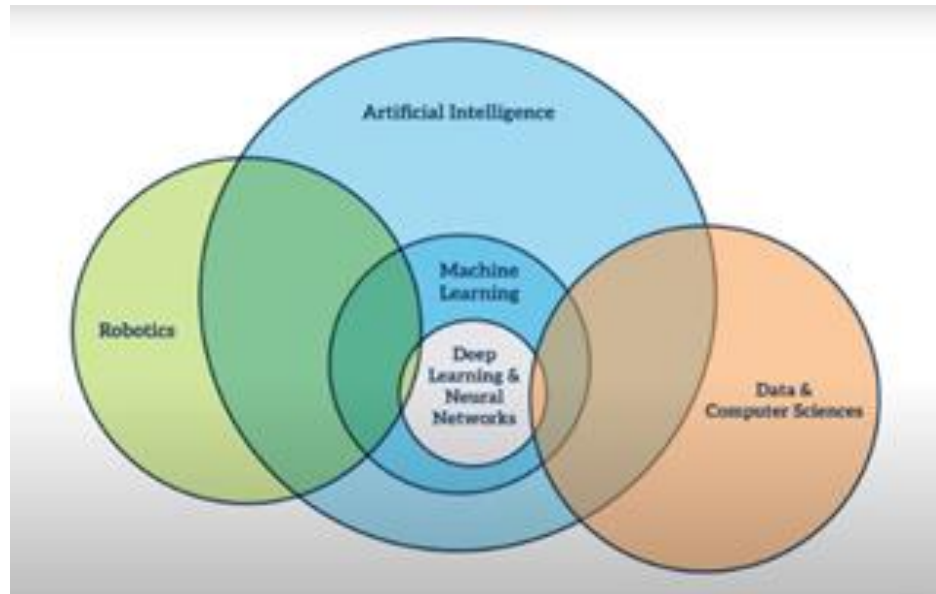 Artificial Intelligence
Machine
Learning
Robotics
Deep
Learning &
Neural
Networks
Data &
Computer Sciences